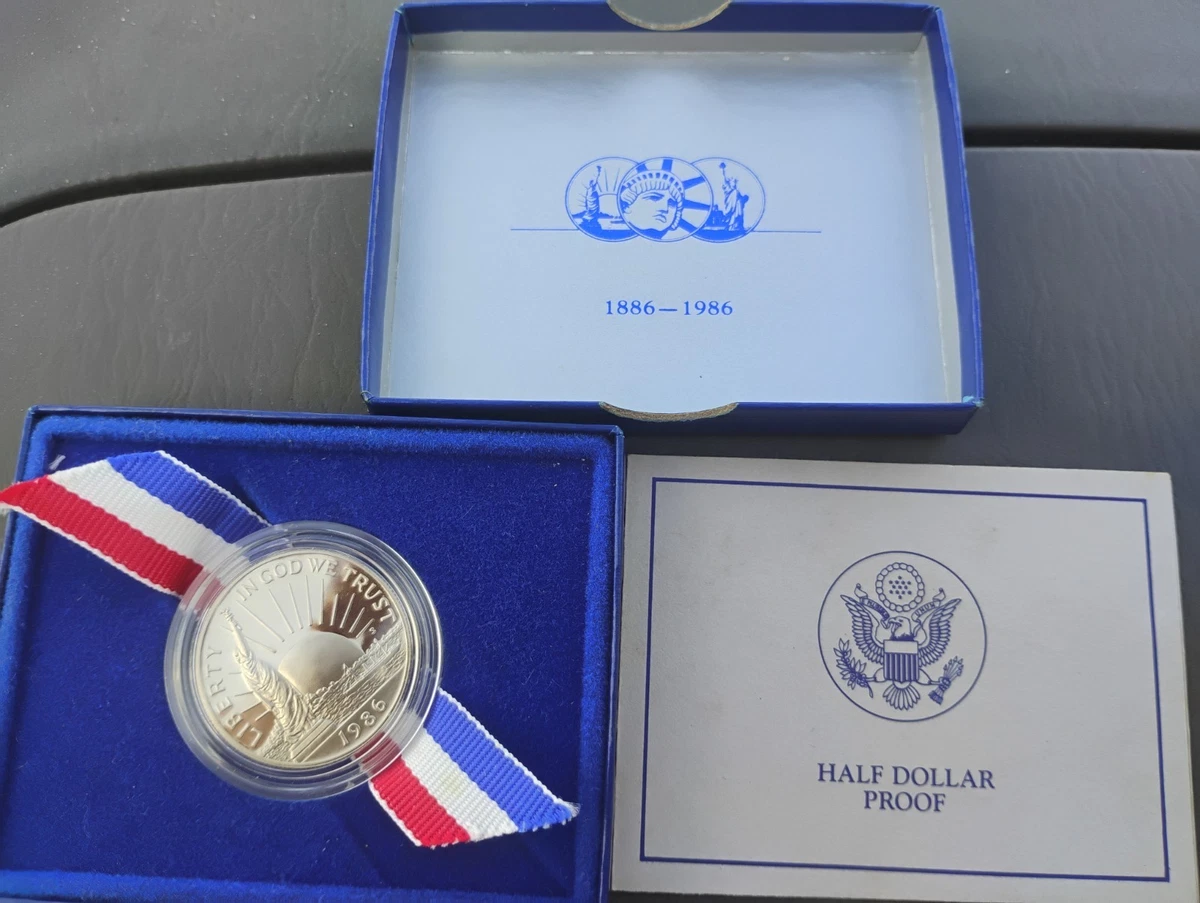 1886—1986
LIBERTY
IN GOD WE TRUST
S
1986
HALF DOLLAR
PROOF